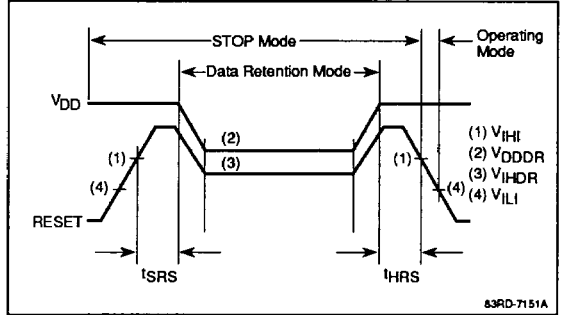 STOP Mode
Operating
Mode
Data Retention Mode
VDD
(1) VIHI
(2) VDDDR
(3) VIHDR
(4) VILI
(2)
(1)
(3)
(1)
(4)
(4)
RESET
tSRS
tHRS
83RD-7151A